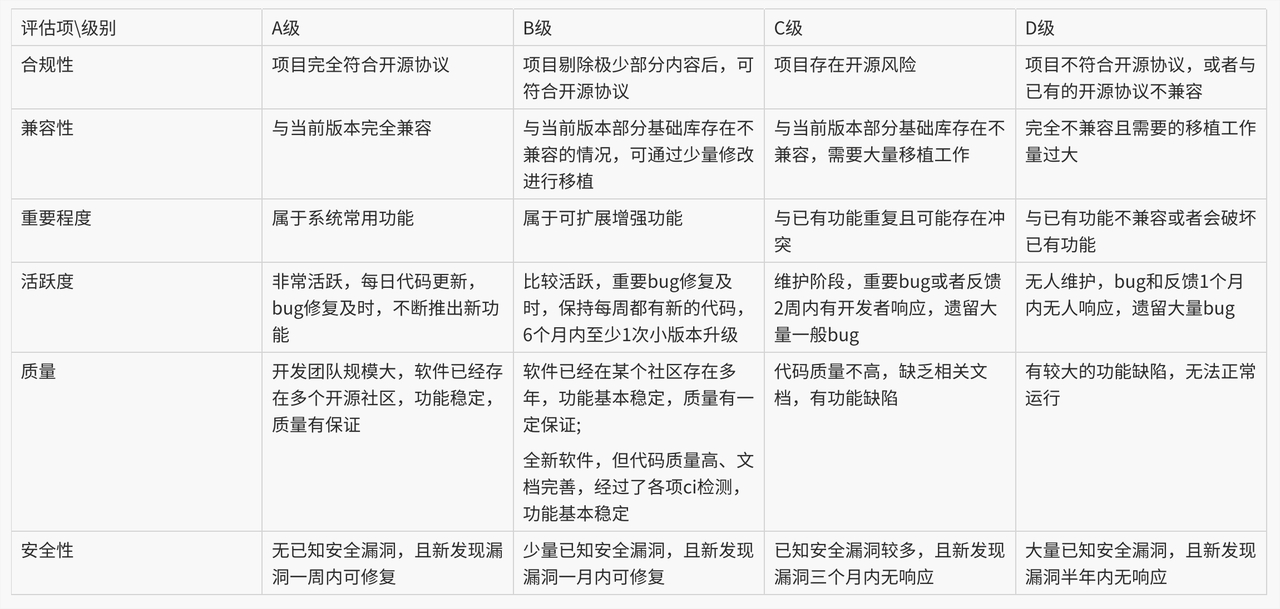 评估项\级别
A级
B级
C级
D级
合规性
项目完全符合开源协议
项目剔除极少部分内容后，可
符合开源协议
项目存在开源风险
项目不符合开源协议，或者与
已有的开源协议不兼容
兼容性
与当前版本完全兼容
与当前版本部分基础库存在不
兼容的情况，可通过少量修改
进行移植
与当前版本部分基础库存在不
兼容，需要大量移植工作
完全不兼容且需要的移植工作
量过大
重要程度
属于系统常用功能
属于可扩展增强功能
与已有功能重复且可能存在冲
突
与已有功能不兼容或者会破坏
已有功能
活跃度
非常活跃，每日代码更新，
bug修复及时，不断推出新功
能
比较活跃，重要bug修复及
时，保持每周都有新的代码，
6个月内至少1次小版本升级
维护阶段，重要bug或者反馈
2周内有开发者响应，遗留大
量一般bug
无人维护，bug和反馈1个月
内无人响应，遗留大量bug
质量
开发团队规模大，软件已经存
在多个开源社区，功能稳定，
质量有保证
软件已经在某个社区存在多
年，功能基本稳定，质量有一
定保证;
全新软件，但代码质量高、文
档完善，经过了各项ci检测，
功能基本稳定
代码质量不高，缺乏相关文
档，有功能缺陷
有较大的功能缺陷，无法正常
运行
安全性
无已知安全漏洞，且新发现漏
洞一周内可修复
少量已知安全漏洞，且新发现
漏洞一月内可修复
已知安全漏洞较多，且新发现
漏洞三个月内无响应
大量已知安全漏洞，且新发现
漏洞半年内无响应